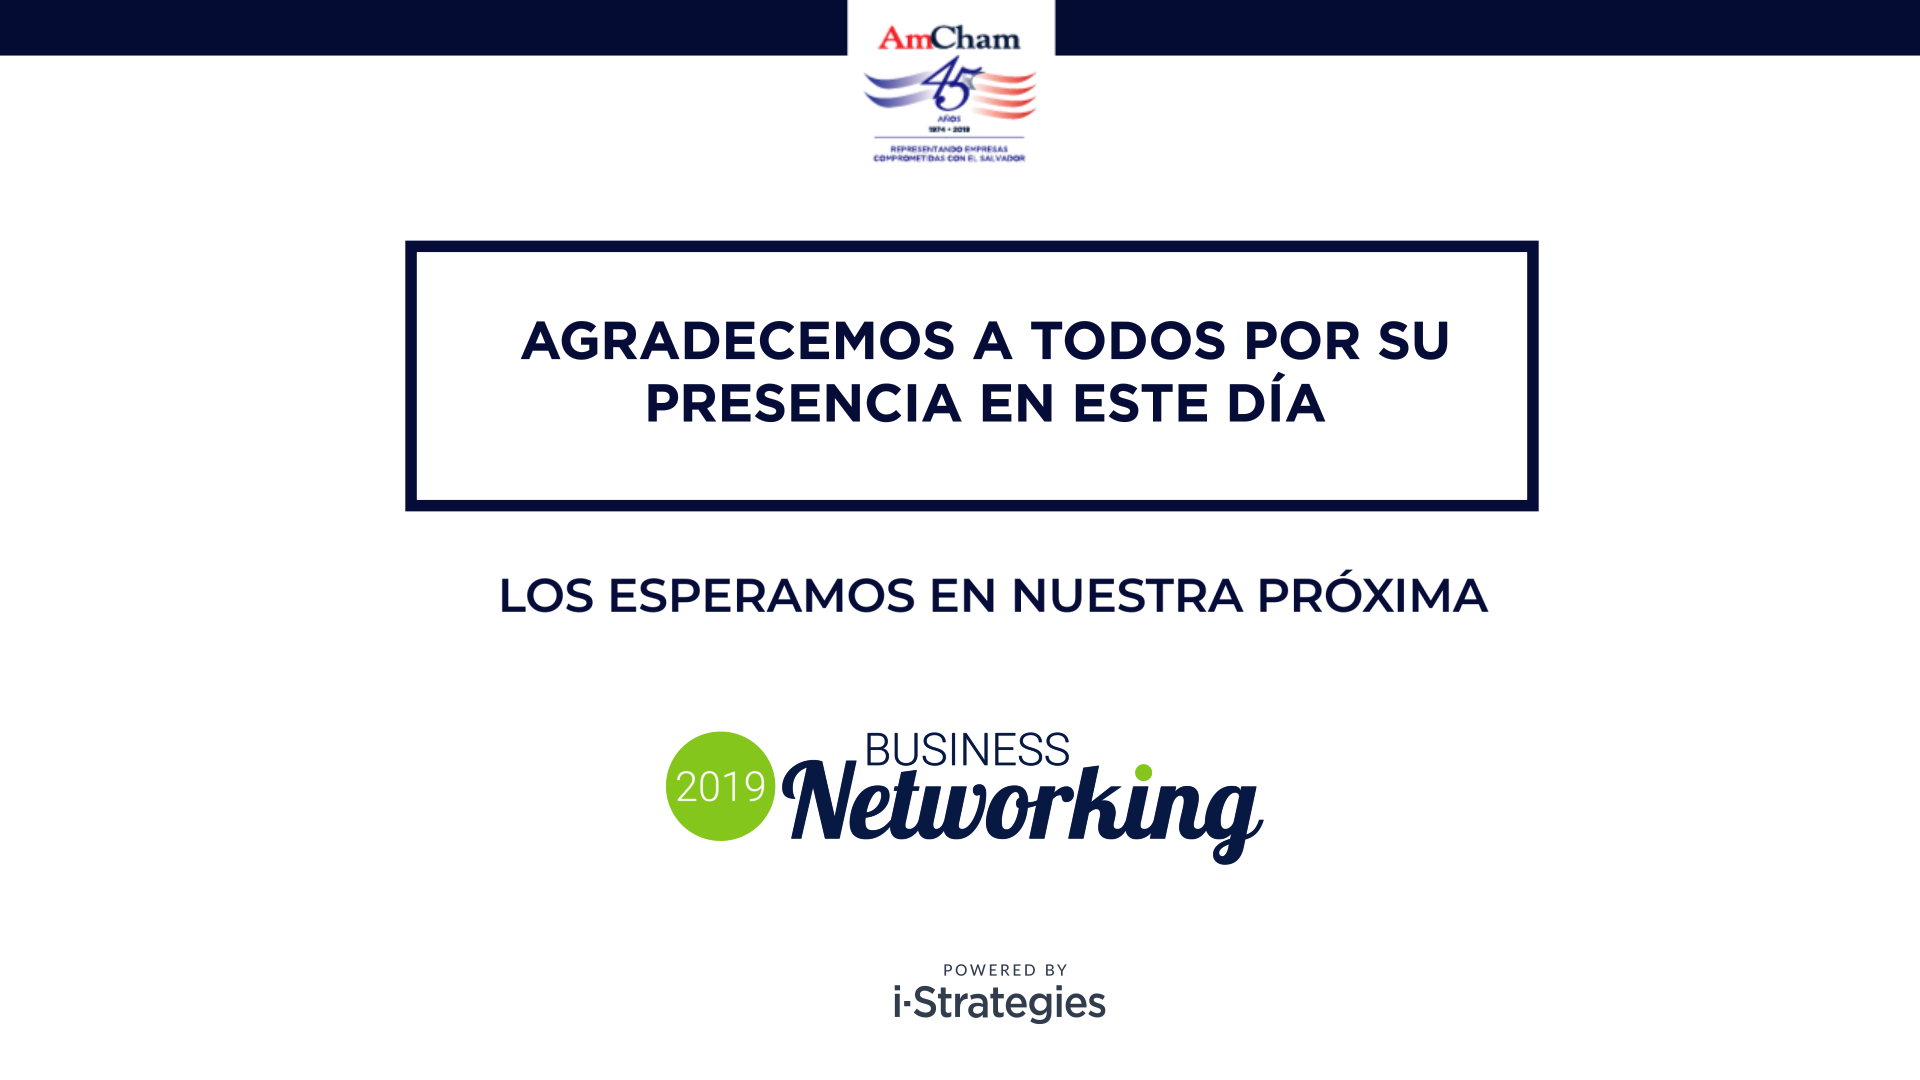 AmCham
45
AÑOS
1974 • 2019
REPRESENTANDO EMPRESAS
COMPROMETIDAS CON EL SALVADOR
AGRADECEMOS A TODOS POR SU
PRESENCIA EN ESTE DÍA
LOS ESPERAMOS EN NUESTRA PRÓXIMA
2019
BUSINESS
Networking
POWERED BY
i·Strategies